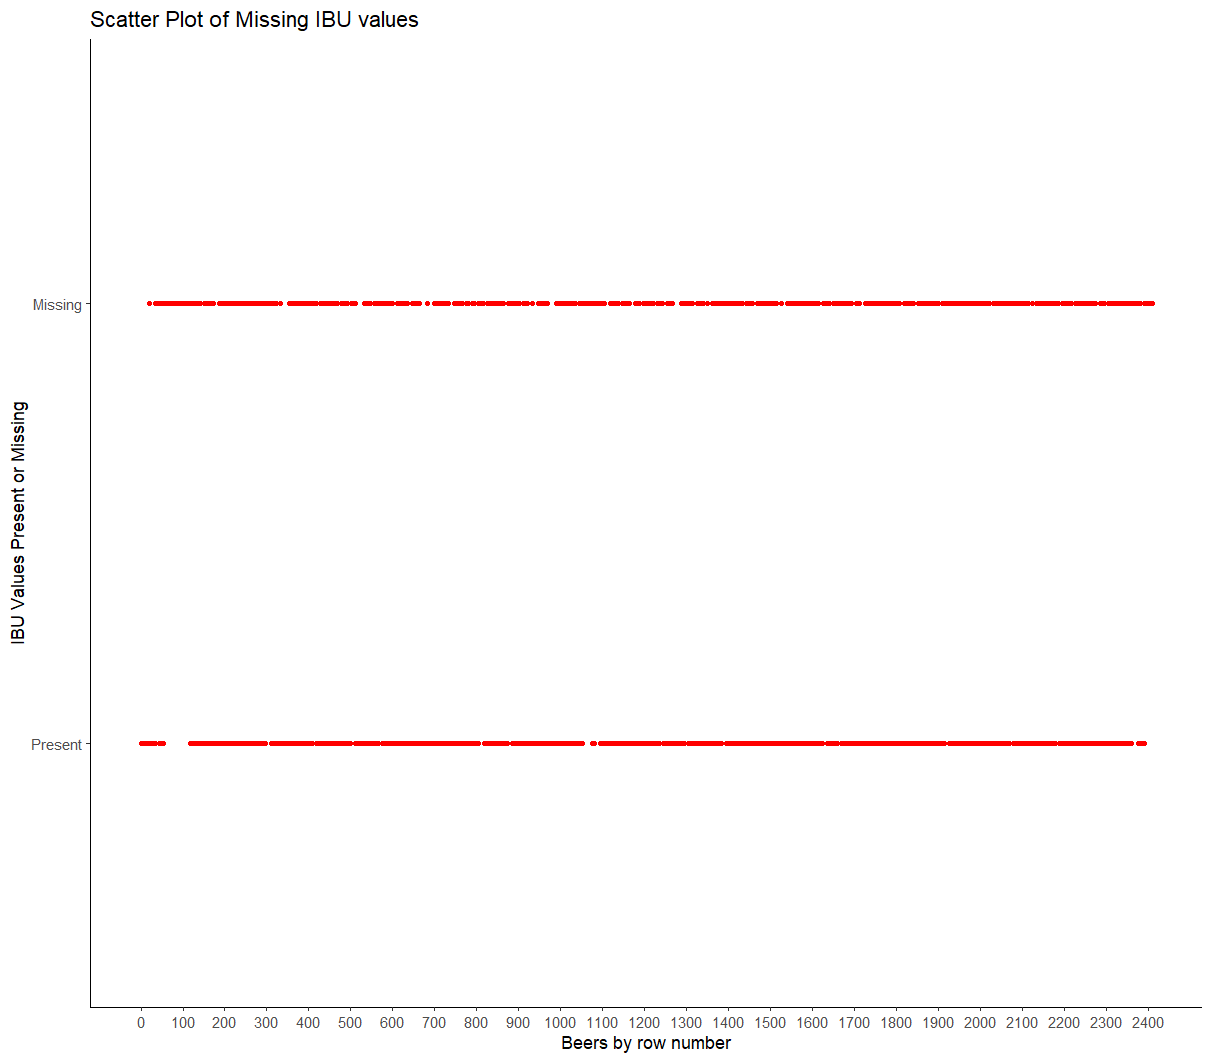 Scatter Plot of Missing IBU values
IBU Values Present or Missing
Missing
Present
0 100 200 300 400 500 600 700 800 900 1000 1100 1200 1300 1400 1500 1600 1700 1800 1900 2000 2100 2200 2300 2400
Beers by row number